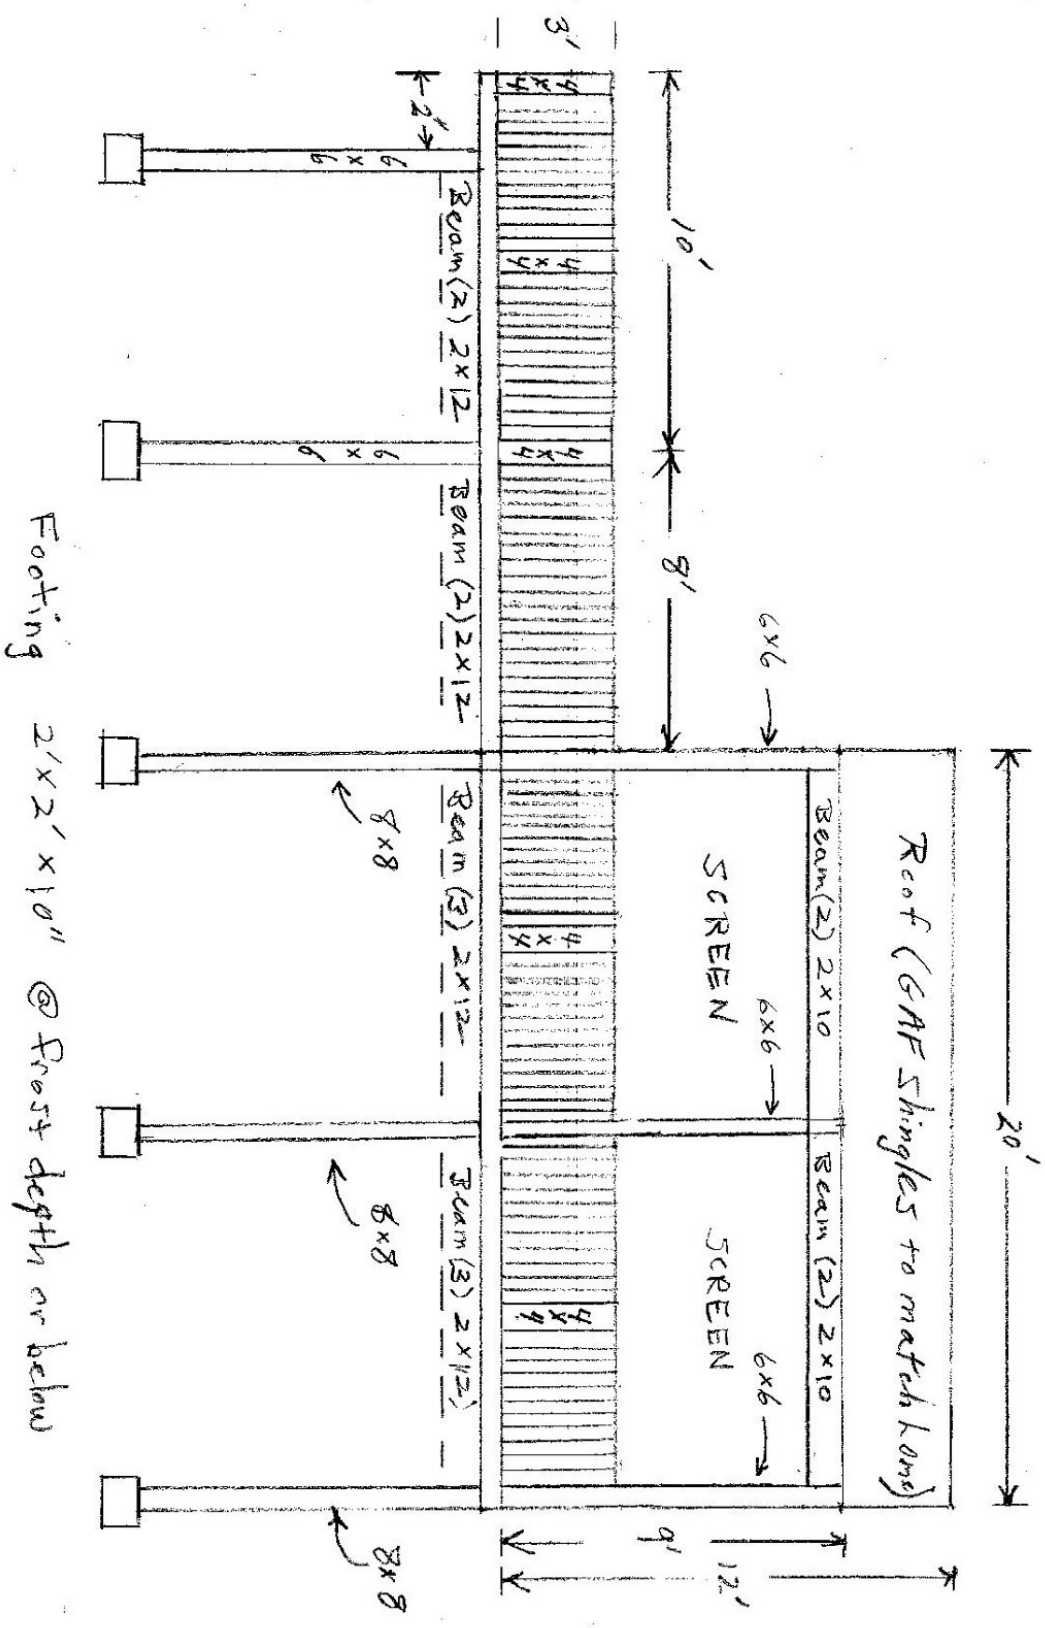 20'
Roof (GAF Shingles to match home)
12'
9'
Beam (2) 2x10
Beam (2) 2x10
6x6
6x6
6x6
SCREEN
SCREEN
10'
8'
3'
4x4
4x4
4x4
4x4
4x4
2'
Beam (2) 2x12
Beam (2) 2x12
Beam (3) 2x12
Beam (3) 2x12
6x6
6x6
8x8
8x8
8x8
Footing 2'x2'x10" @ frost depth or below